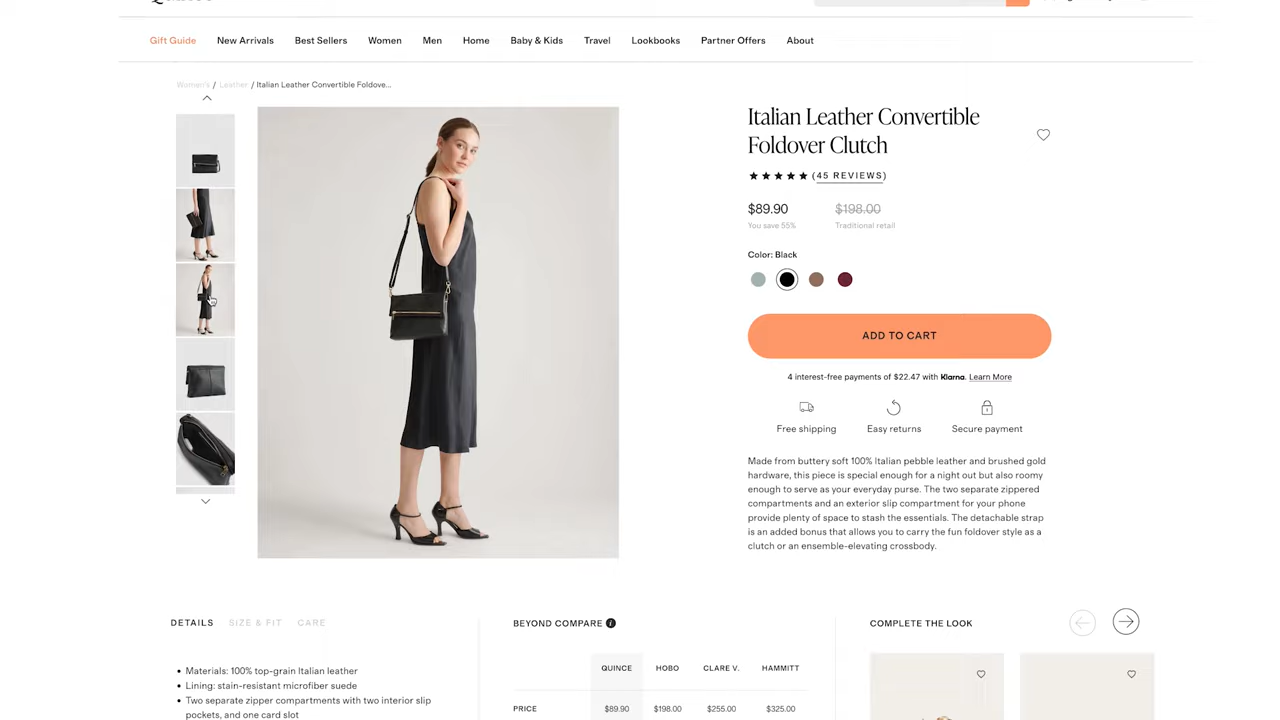 Gift Guide New Arrivals Best Sellers Women Men Home Baby & Kids Travel Lookbooks Partner Offers About
Women's / Leather / Italian Leather Convertible Foldove...
Italian Leather Convertible
Foldover Clutch
(45 REVIEWS)
$89.90 $198.00
You save 55% Traditional retail
Color: Black
ADD TO CART
4 interest-free payments of $22.47 with Klarna. Learn More
Free shipping Easy returns Secure payment
Made from buttery soft 100% Italian pebble leather and brushed gold
hardware, this piece is special enough for a night out but also roomy
enough to serve as your everyday purse. The two separate zippered
compartments and an exterior slip compartment for your phone
provide plenty of space to stash the essentials. The detachable strap
is an added bonus that allows you to carry the fun foldover style as a
clutch or an ensemble-elevating crossbody.
DETAILS SIZE & FIT CARE
Materials: 100% top-grain Italian leather
Lining: stain-resistant microfiber suede
Two separate zipper compartments with two interior slip
pockets, and one card slot
BEYOND COMPARE i
QUINCE HOBO CLARE V. HAMMITT
PRICE $89.90 $198.00 $255.00 $325.00
COMPLETE THE LOOK